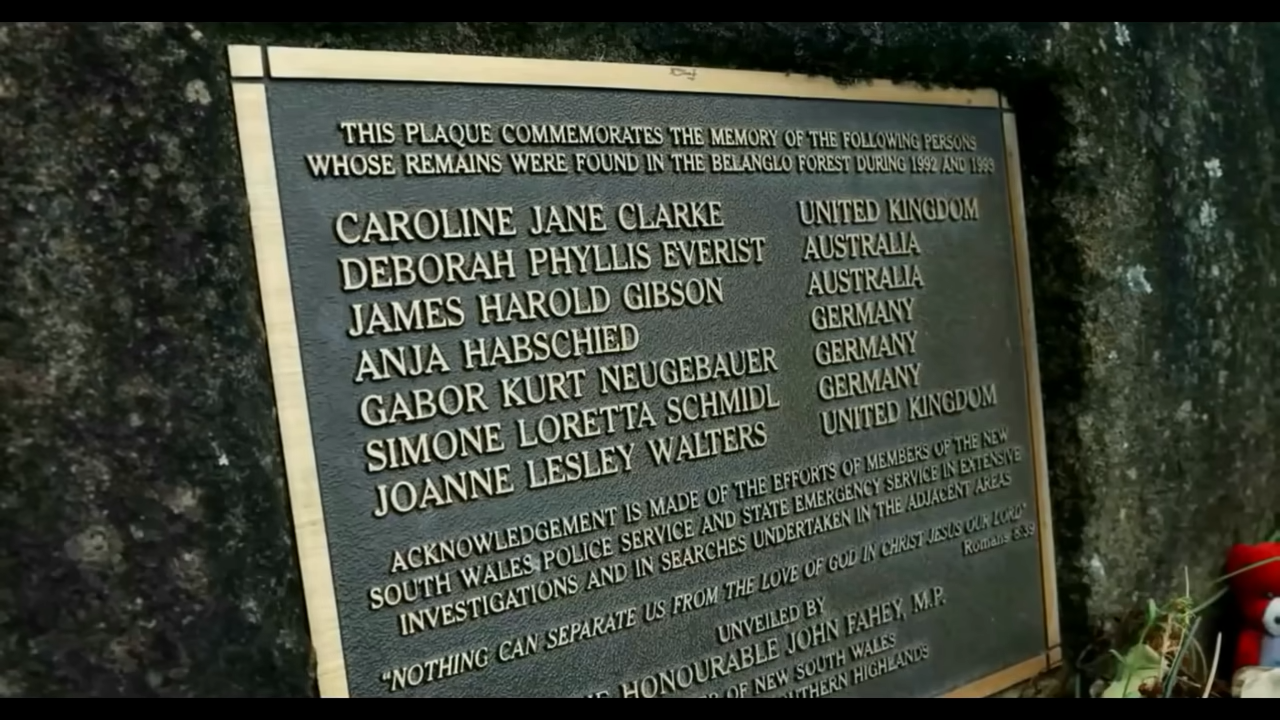 THIS PLAQUE COMMEMORATES THE MEMORY OF THE FOLLOWING PERSONS
WHOSE REMAINS WERE FOUND IN THE BELANGLO FOREST DURING 1992 AND 1993
CAROLINE JANE CLARKE UNITED KINGDOM
DEBORAH PHYLLIS EVERIST AUSTRALIA
JAMES HAROLD GIBSON AUSTRALIA
ANJA HABSCHIED GERMANY
GABOR KURT NEUGEBAUER GERMANY
SIMONE LORETTA SCHMIDL GERMANY
JOANNE LESLEY WALTERS UNITED KINGDOM
ACKNOWLEDGEMENT IS MADE OF THE EFFORTS OF MEMBERS OF THE NEW
SOUTH WALES POLICE SERVICE AND STATE EMERGENCY SERVICE IN EXTENSIVE
INVESTIGATIONS AND IN SEARCHES UNDERTAKEN IN THE ADJACENT AREAS
"NOTHING CAN SEPARATE US FROM THE LOVE OF GOD IN CHRIST JESUS OUR LORD"
Romans 8:39
UNVEILED BY
HONOURABLE JOHN FAHEY, M.P.
OF NEW SOUTH WALES
HIGHLANDS